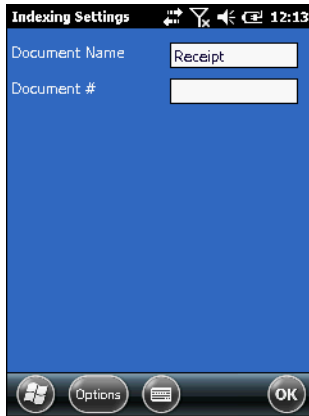 Indexing Settings 12:13
Document Name Receipt
Document #
Options OK